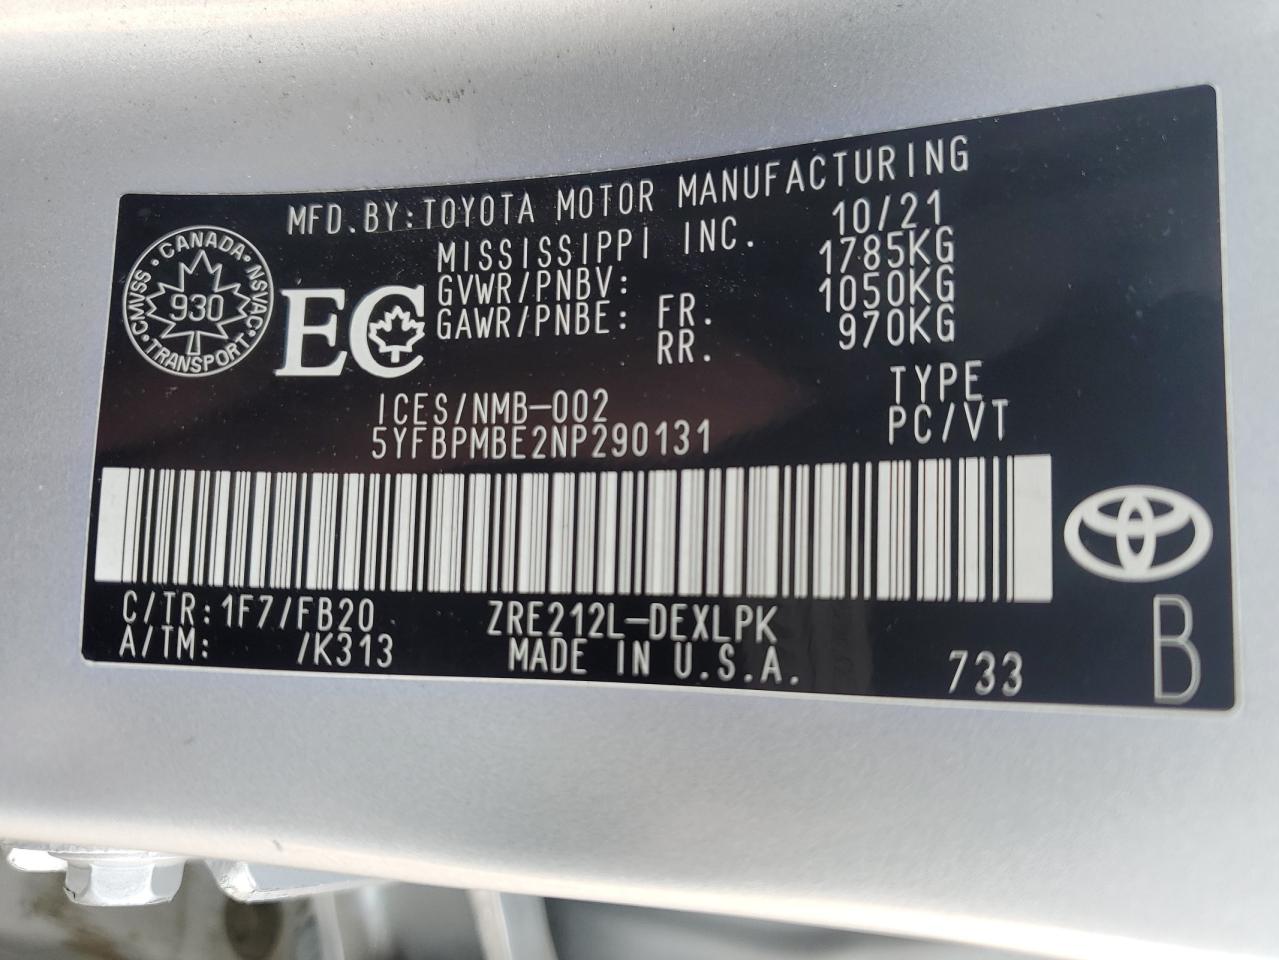 MFD.BY:TOYOTA MOTOR MANUFACTURING
MISSISSIPPI INC. 10/21
GVWR/PNBV: 1785KG
GAWR/PNBE: FR. 1050KG
RR. 970KG
CANADA
NSVAC
TRANSPORT
CMVSS
930
EC
ICES/NMB-002
TYPE
5YFBPMBE2NP290131
PC/VT
C/TR:1F7/FB20
ZRE212L-DEXLPK
A/TM: /K313
MADE IN U.S.A.
733
B